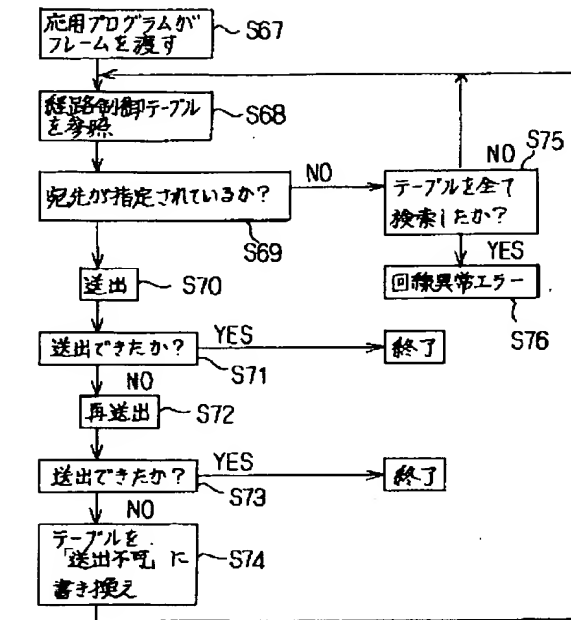 応用プログラムが
フレームを渡す
S67
経路制御テーブル
を参照
S68
宛先が指定されているか?
NO
S69
テーブルを全て
検索したか?
S75
NO
YES
回線異常エラー
S76
送出
S70
送出できたか?
YES
S71
終了
NO
再送出
S72
送出できたか?
YES
S73
終了
NO
テーブルを
「送出不可」に
書き換え
S74